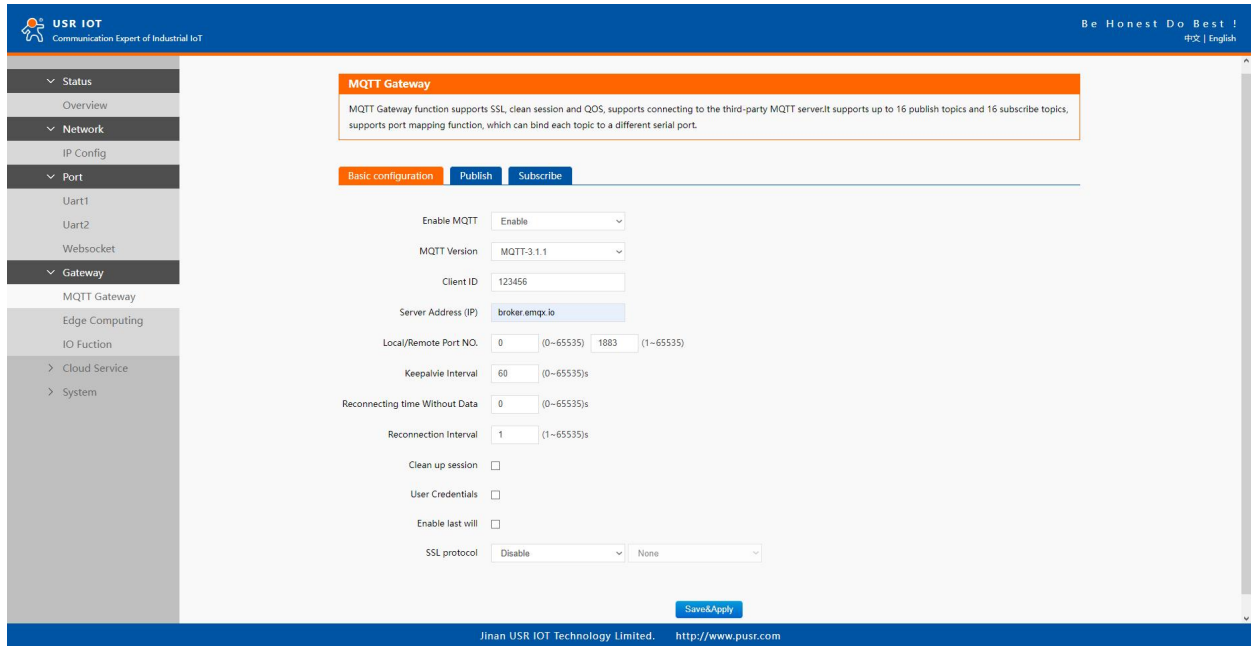 USR IOT
Communication Expert of Industrial IoT
Be Honest Do Best !
中文 | English
Status
Overview
Network
IP Config
Port
Uart1
Uart2
Websocket
Gateway
MQTT Gateway
Edge Computing
IO Fuction
Cloud Service
System
MQTT Gateway
MQTT Gateway function supports SSL, clean session and QOS, supports connecting to the third-party MQTT server.It supports up to 16 publish topics and 16 subscribe topics,
supports port mapping function, which can bind each topic to a different serial port.
Basic configuration Publish Subscribe
Enable MQTT Enable
MQTT Version MQTT-3.1.1
Client ID 123456
Server Address (IP) broker.emqx.io
Local/Remote Port NO. 0 (0~65535) 1883 (1~65535)
Keepalvie Interval 60 (0~65535)s
Reconnecting time Without Data 0 (0~65535)s
Reconnection Interval 1 (1~65535)s
Clean up session
User Credentials
Enable last will
SSL protocol Disable None
Save&Apply
Jinan USR IOT Technology Limited. http://www.pusr.com